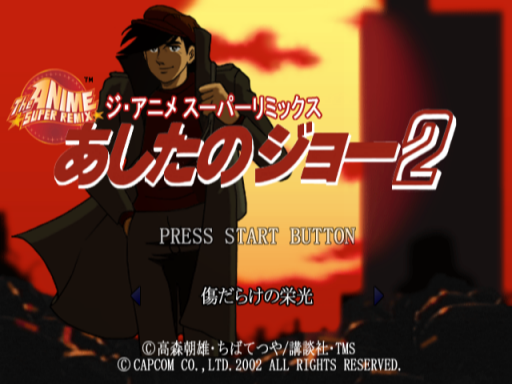 The ANIME SUPER REMIX ™
ジ・アニメ スーパーリミックス
あしたのジョー2
PRESS START BUTTON
傷だらけの栄光
©高森朝雄・ちばてつや/講談社・TMS
©CAPCOM CO.,LTD.2002 ALL RIGHTS RESERVED.